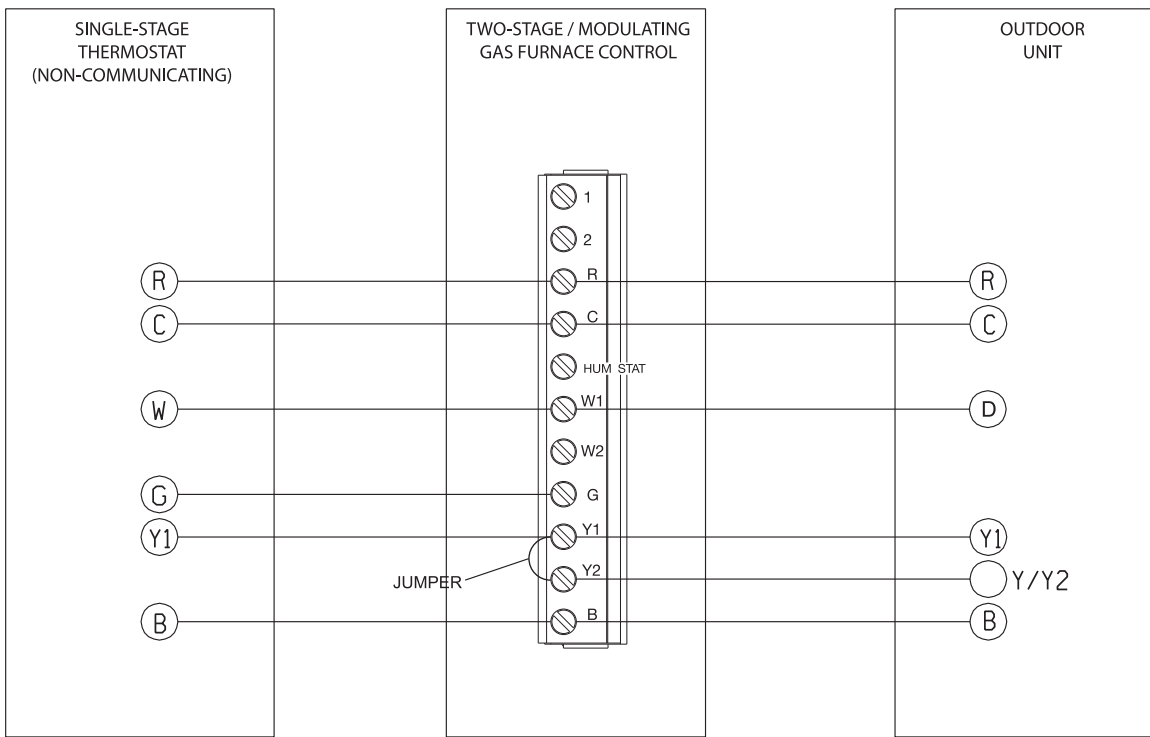 SINGLE-STAGE
THERMOSTAT
(NON-COMMUNICATING)
TWO-STAGE / MODULATING
GAS FURNACE CONTROL
OUTDOOR
UNIT
1
2
R R R
C C C
HUM STAT
W W1 D
W2
G G
Y1 Y1 Y1
JUMPER Y2 Y/Y2
B B B